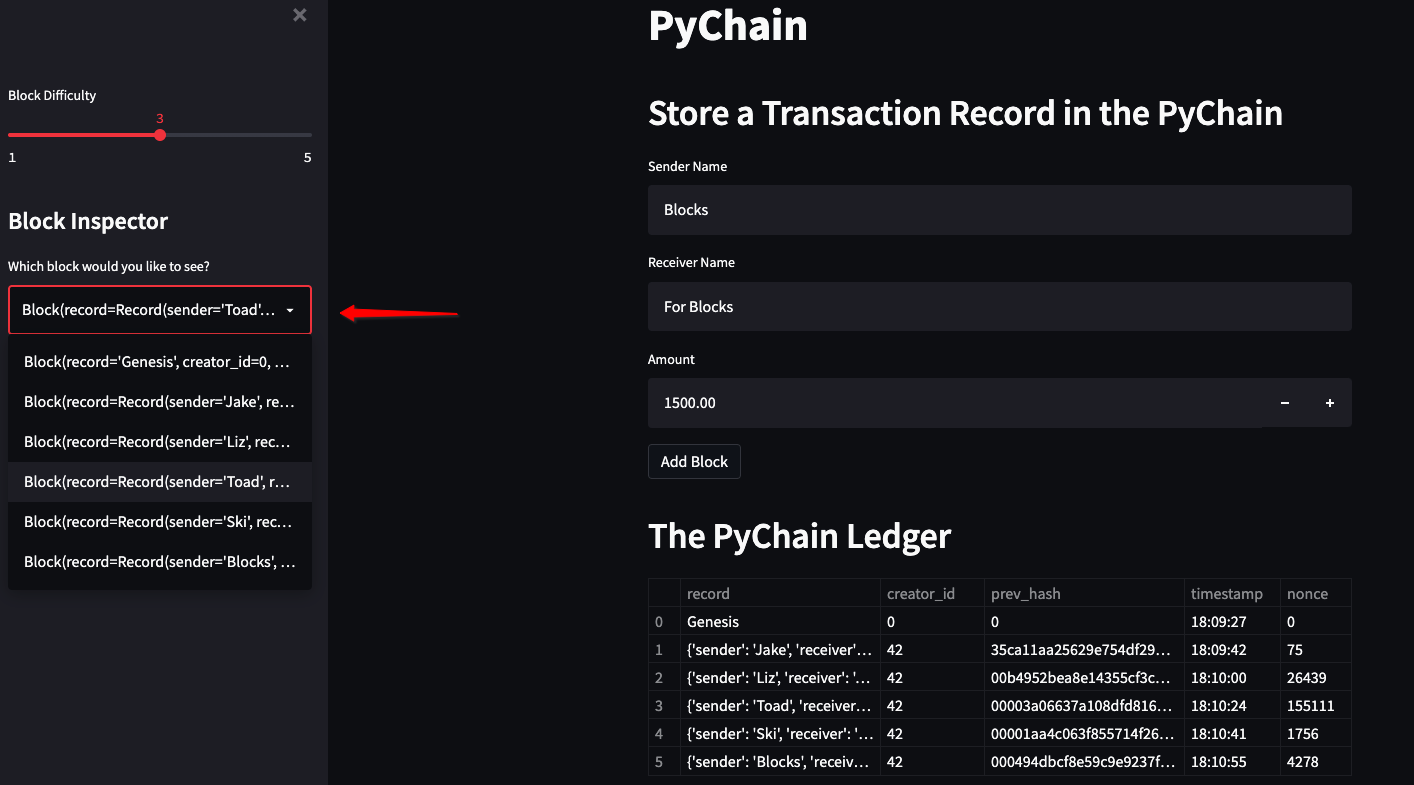 Block Difficulty
3
1 5
Block Inspector
Which block would you like to see?
Block(record=Record(sender='Toad'...
Block(record='Genesis', creator_id=0, ...
Block(record=Record(sender='Jake', re...
Block(record=Record(sender='Liz', rec...
Block(record=Record(sender='Toad', r...
Block(record=Record(sender='Ski', rec...
Block(record=Record(sender='Blocks', ...
PyChain
Store a Transaction Record in the PyChain
Sender Name
Blocks
Receiver Name
For Blocks
Amount
1500.00 − +
Add Block
The PyChain Ledger
record creator_id prev_hash timestamp nonce
0 Genesis 0 0 18:09:27 0
1 {'sender': 'Jake', 'receiver'... 42 35ca11aa25629e754df29... 18:09:42 75
2 {'sender': 'Liz', 'receiver': '... 42 00b4952bea8e14355cf3c... 18:10:00 26439
3 {'sender': 'Toad', 'receiver... 42 00003a06637a108dfd816... 18:10:24 155111
4 {'sender': 'Ski', 'receiver': '... 42 00001aa4c063f855714f26... 18:10:41 1756
5 {'sender': 'Blocks', 'receiv... 42 000494dbcf8e59c9e9237f... 18:10:55 4278